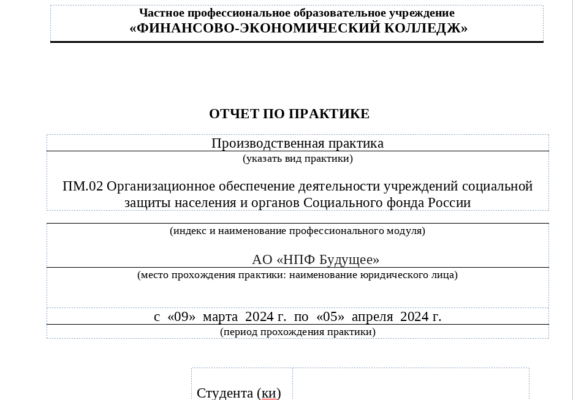 Частное профессиональное образовательное учреждение
«ФИНАНСОВО-ЭКОНОМИЧЕСКИЙ КОЛЛЕДЖ»
ОТЧЕТ ПО ПРАКТИКЕ
Производственная практика
(указать вид практики)
ПМ.02 Организационное обеспечение деятельности учреждений социальной
защиты населения и органов Социального фонда России
(индекс и наименование профессионального модуля)
АО «НПФ Будущее»
(место прохождения практики: наименование юридического лица)
с «09» марта 2024 г. по «05» апреля 2024 г.
(период прохождения практики)
Студента (ки)